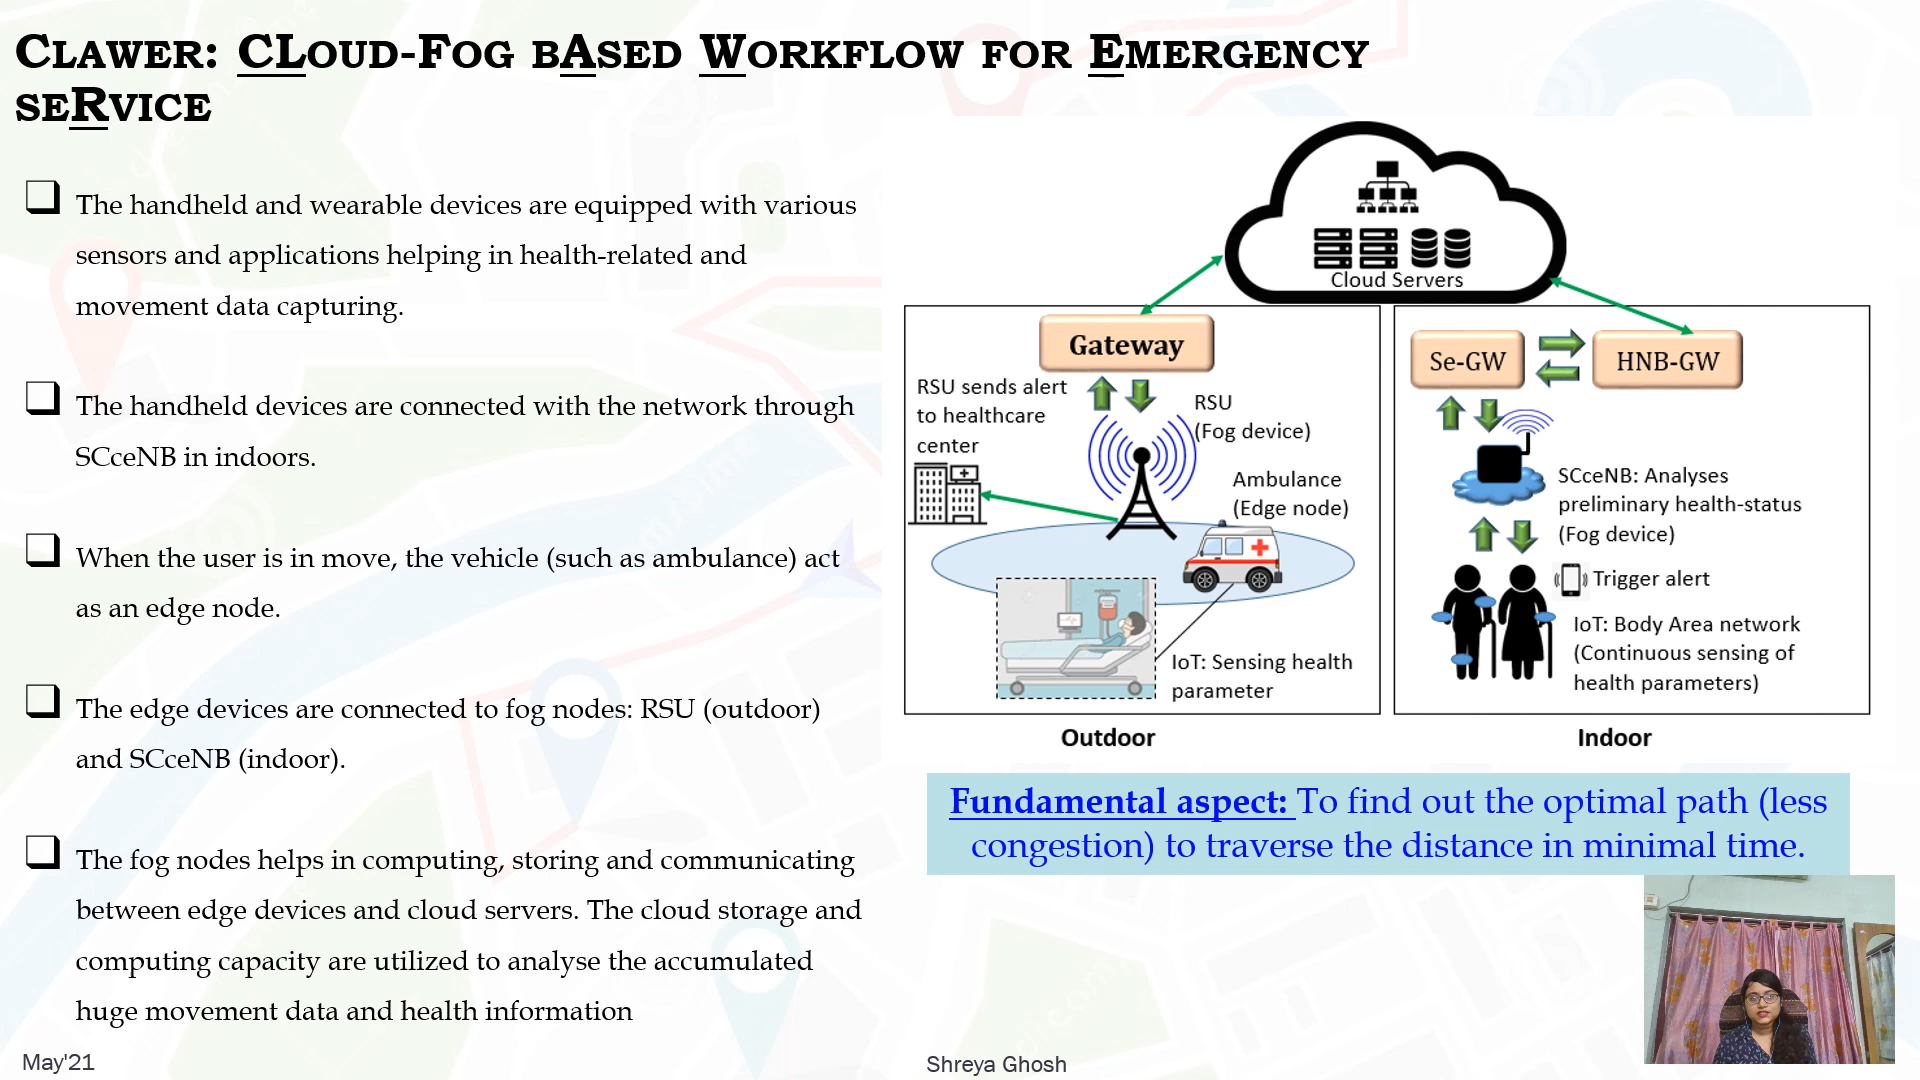 CLAWER: CLOUD-FOG BASED WORKFLOW FOR EMERGENCY
SERVICE
The handheld and wearable devices are equipped with various
sensors and applications helping in health-related and
movement data capturing.
The handheld devices are connected with the network through
SCceNB in indoors.
When the user is in move, the vehicle (such as ambulance) act
as an edge node.
The edge devices are connected to fog nodes: RSU (outdoor)
and SCceNB (indoor).
The fog nodes helps in computing, storing and communicating
between edge devices and cloud servers. The cloud storage and
computing capacity are utilized to analyse the accumulated
huge movement data and health information
Cloud Servers
Gateway
RSU sends alert
to healthcare
center
RSU
(Fog device)
Ambulance
(Edge node)
IoT: Sensing health
parameter
Outdoor
Se-GW
HNB-GW
SCceNB: Analyses
preliminary health-status
(Fog device)
Trigger alert
IoT: Body Area network
(Continuous sensing of
health parameters)
Indoor
Fundamental aspect: To find out the optimal path (less
congestion) to traverse the distance in minimal time.
May'21
Shreya Ghosh